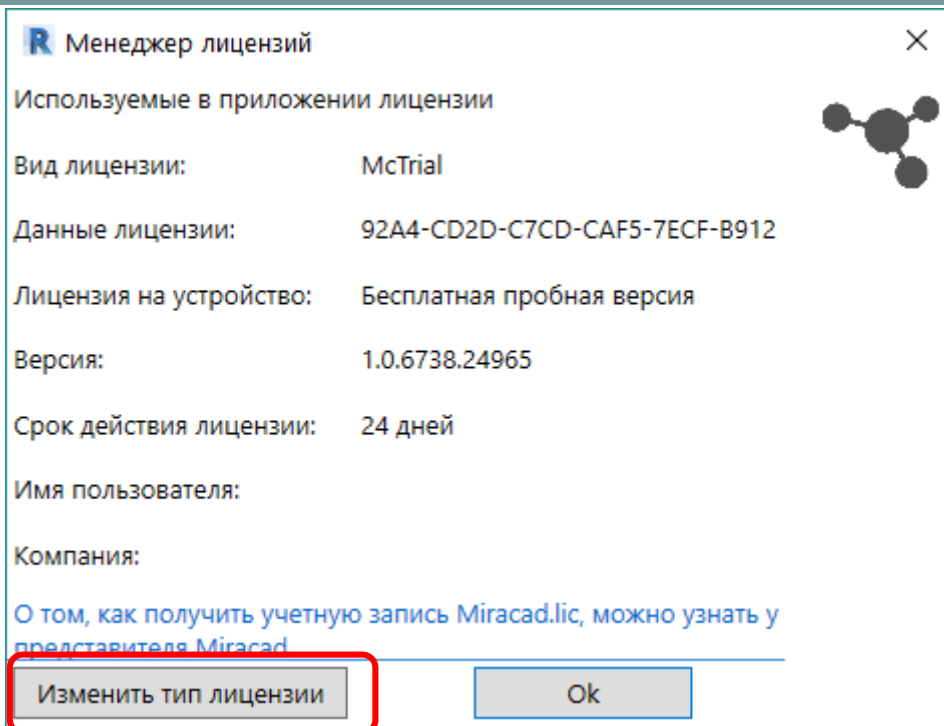 Менеджер лицензий
Используемые в приложении лицензии
Вид лицензии: McTrial
Данные лицензии: 92A4-CD2D-C7CD-CAF5-7ECF-B912
Лицензия на устройство: Бесплатная пробная версия
Версия: 1.0.6738.24965
Срок действия лицензии: 24 дней
Имя пользователя:
Компания:
О том, как получить учетную запись Miracad.lic, можно узнать у
представителя Miracad
Изменить тип лицензии Ok